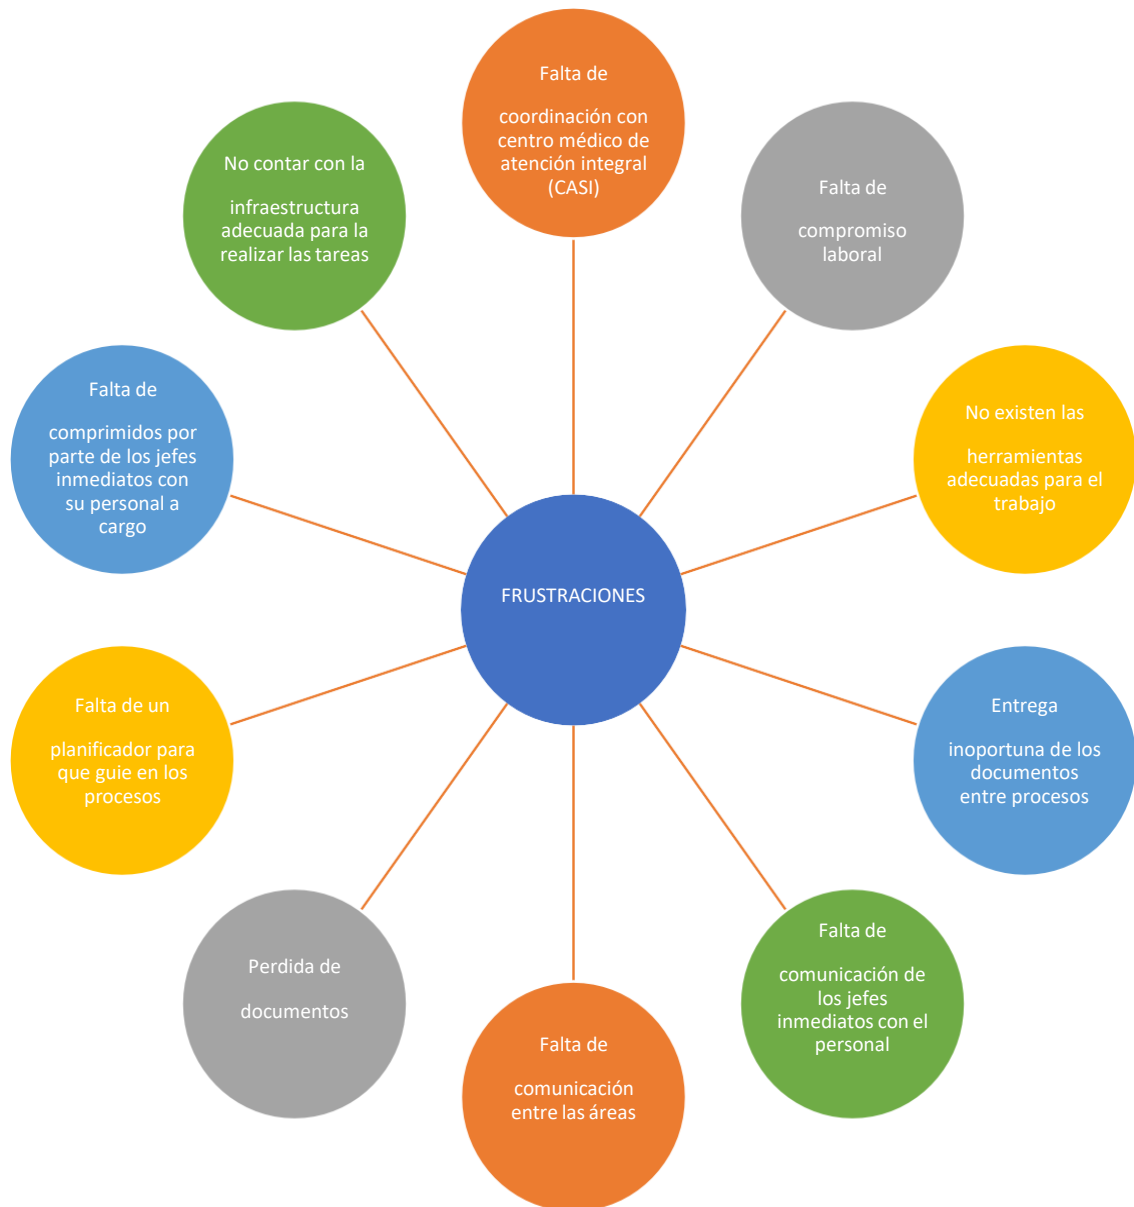 Falta de
coordinación con
centro médico de
atención integral
(CASI)
Falta de
compromiso
laboral
No existen las
herramientas
adecuadas para el
trabajo
Entrega
inoportuna de los
documentos
entre procesos
Falta de
comunicación de
los jefes
inmediatos con el
personal
Falta de
comunicación
entre las áreas
Perdida de
documentos
Falta de un
planificador para
que guie en los
procesos
Falta de
comprimidos por
parte de los jefes
inmediatos con
su personal a
cargo
No contar con la
infraestructura
adecuada para la
realizar las tareas
FRUSTRACIONES